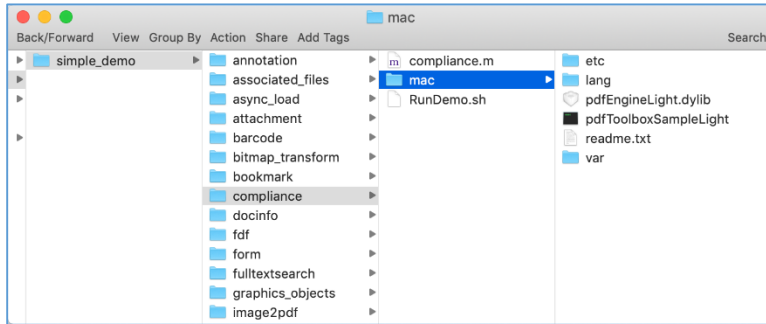 mac
Back/Forward View Group By Action Share Add Tags Search
simple_demo
annotation
associated_files
async_load
attachment
barcode
bitmap_transform
bookmark
compliance
docinfo
fdf
form
fulltextsearch
graphics_objects
image2pdf
m compliance.m
mac
RunDemo.sh
etc
lang
pdfEngineLight.dylib
pdfToolboxSampleLight
readme.txt
var